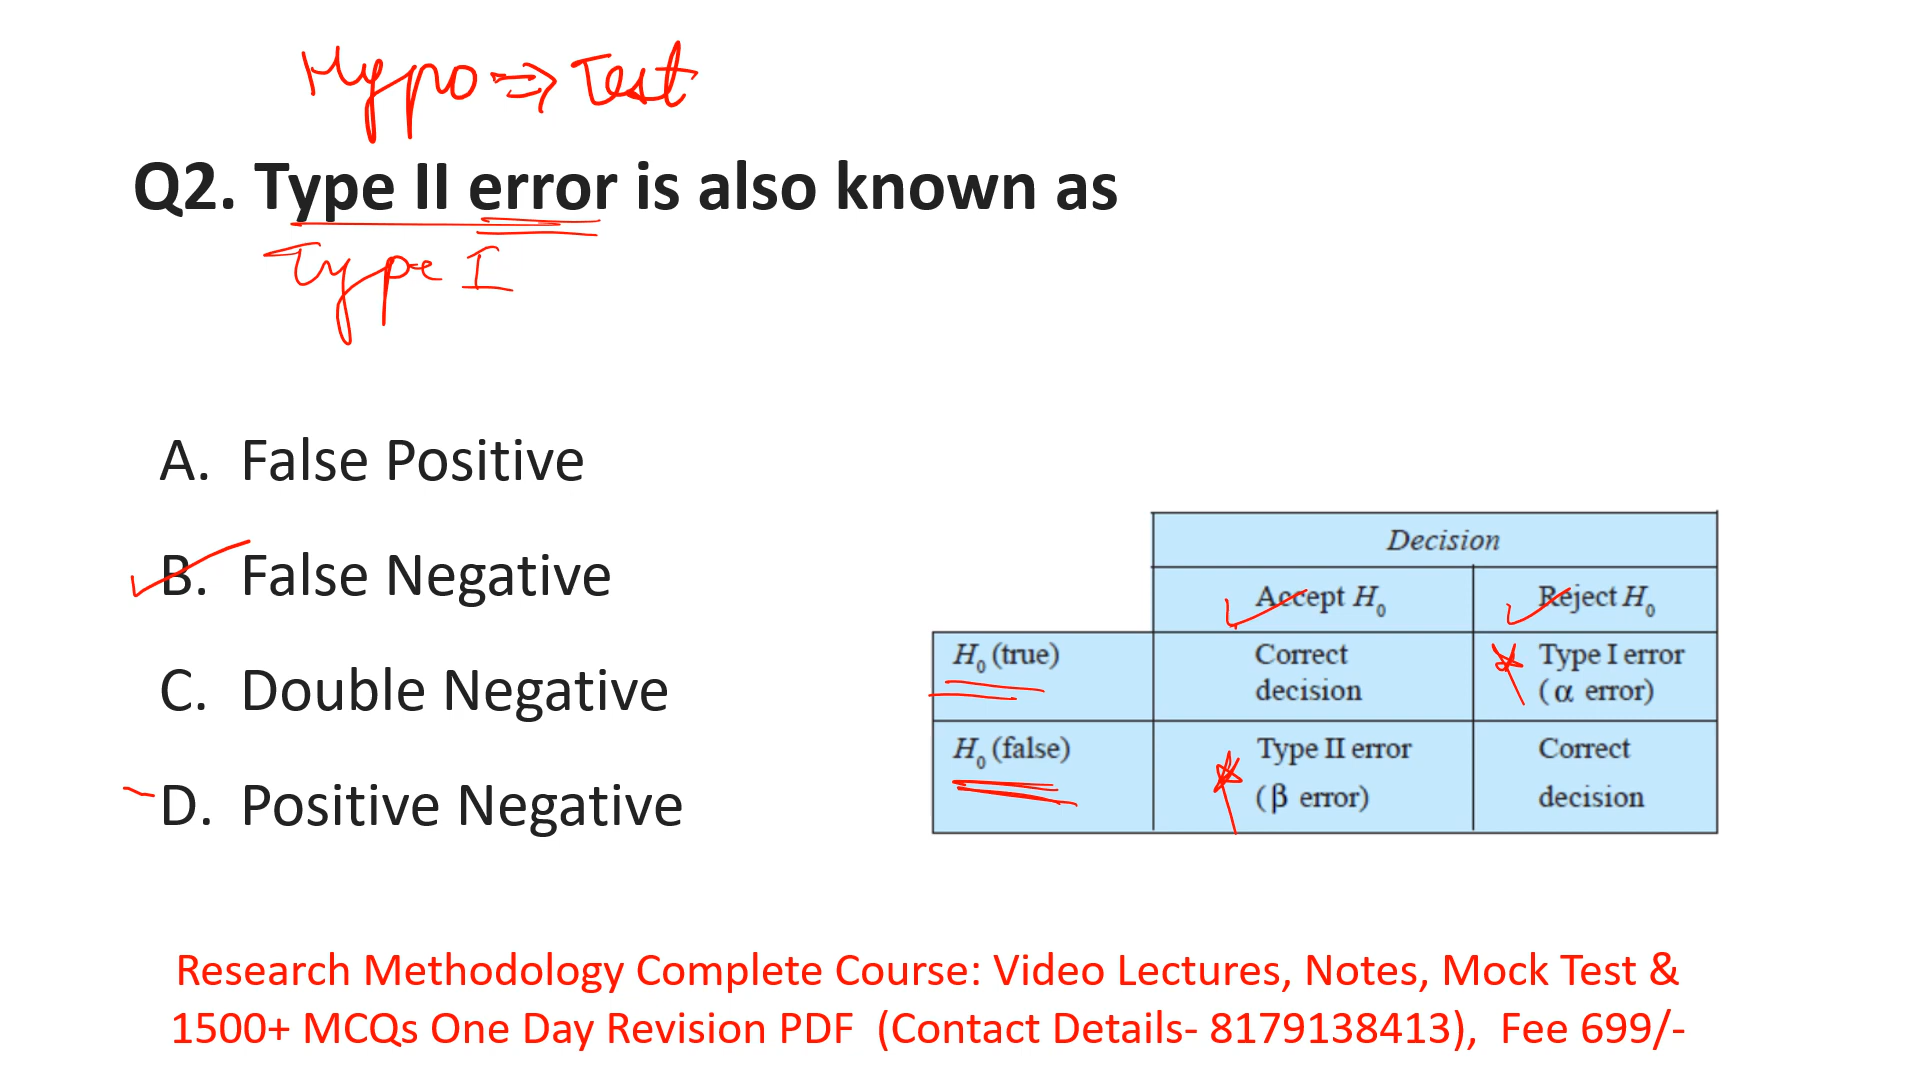 Hypo ⇒ Test
Q2. Type II error is also known as
Type I
A. False Positive
B. False Negative
C. Double Negative
D. Positive Negative
Decision
Accept H₀ Reject H₀
H₀ (true) Correct decision Type I error (α error)
H₀ (false) Type II error (β error) Correct decision
Research Methodology Complete Course: Video Lectures, Notes, Mock Test &
1500+ MCQs One Day Revision PDF (Contact Details- 8179138413), Fee 699/-